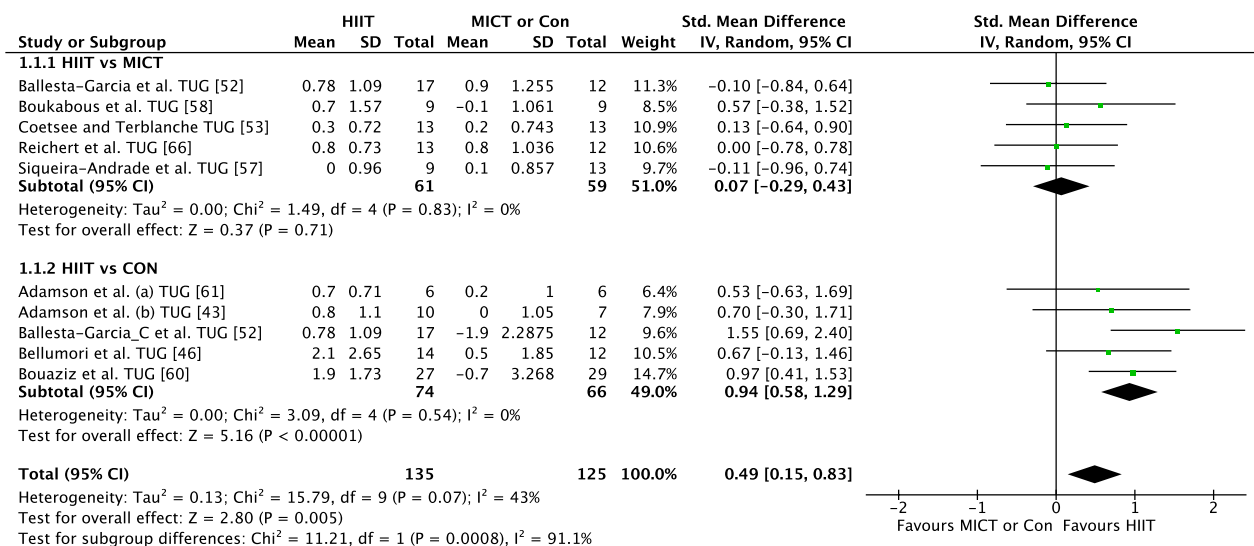 HIIT MICT or Con Std. Mean Difference Std. Mean Difference
Study or Subgroup Mean SD Total Mean SD Total Weight IV, Random, 95% CI IV, Random, 95% CI
1.1.1 HIIT vs MICT
Ballesta-Garcia et al. TUG [52] 0.78 1.09 17 0.9 1.255 12 11.3% −0.10 [−0.84, 0.64]
Boukabous et al. TUG [58] 0.7 1.57 9 −0.1 1.061 9 8.5% 0.57 [−0.38, 1.52]
Coetsee and Terblanche TUG [53] 0.3 0.72 13 0.2 0.743 13 10.9% 0.13 [−0.64, 0.90]
Reichert et al. TUG [66] 0.8 0.73 13 0.8 1.036 12 10.6% 0.00 [−0.78, 0.78]
Siqueira-Andrade et al. TUG [57] 0 0.96 9 0.1 0.857 13 9.7% −0.11 [−0.96, 0.74]
Subtotal (95% CI) 61 59 51.0% 0.07 [−0.29, 0.43]
Heterogeneity: Tau² = 0.00; Chi² = 1.49, df = 4 (P = 0.83); I² = 0%
Test for overall effect: Z = 0.37 (P = 0.71)
1.1.2 HIIT vs CON
Adamson et al. (a) TUG [61] 0.7 0.71 6 0.2 1 6 6.4% 0.53 [−0.63, 1.69]
Adamson et al. (b) TUG [43] 0.8 1.1 10 0 1.05 7 7.9% 0.70 [−0.30, 1.71]
Ballesta-Garcia_C et al. TUG [52] 0.78 1.09 17 −1.9 2.2875 12 9.6% 1.55 [0.69, 2.40]
Bellumori et al. TUG [46] 2.1 2.65 14 0.5 1.85 12 10.5% 0.67 [−0.13, 1.46]
Bouaziz et al. TUG [60] 1.9 1.73 27 −0.7 3.268 29 14.7% 0.97 [0.41, 1.53]
Subtotal (95% CI) 74 66 49.0% 0.94 [0.58, 1.29]
Heterogeneity: Tau² = 0.00; Chi² = 3.09, df = 4 (P = 0.54); I² = 0%
Test for overall effect: Z = 5.16 (P < 0.00001)
Total (95% CI) 135 125 100.0% 0.49 [0.15, 0.83]
Heterogeneity: Tau² = 0.13; Chi² = 15.79, df = 9 (P = 0.07); I² = 43%
Test for overall effect: Z = 2.80 (P = 0.005)
Test for subgroup differences: Chi² = 11.21, df = 1 (P = 0.0008), I² = 91.1%
−2 −1 0 1 2
Favours MICT or Con Favours HIIT